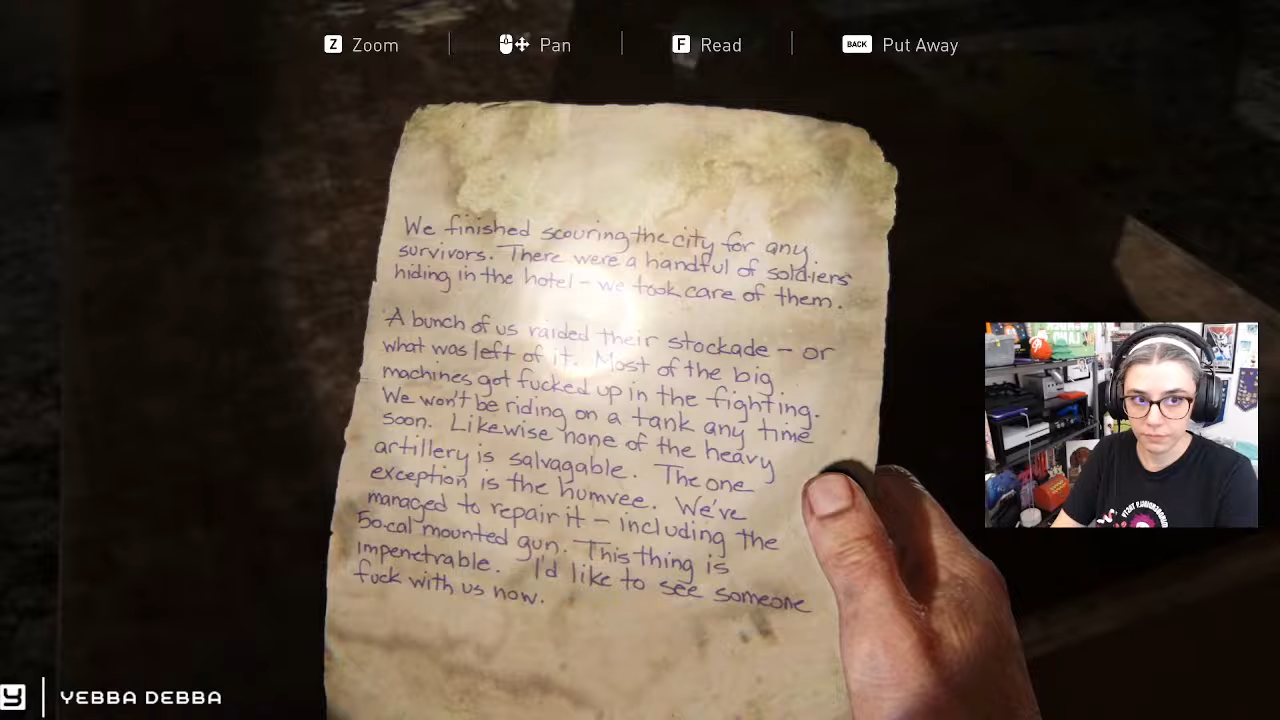 Z Zoom
Pan
F Read
BACK Put Away
We finished scouring the city for any
survivors. There were a handful of soldiers
hiding in the hotel - we took care of them.
A bunch of us raided their stockade - or
what was left of it. Most of the big
machines got fucked up in the fighting.
We won't be riding on a tank any time
soon. Likewise none of the heavy
artillery is salvagable. The one
exception is the humvee. We've
managed to repair it - including the
50-cal mounted gun. This thing is
impenetrable. I'd like to see someone
fuck with us now.
YEBBA DEBBA